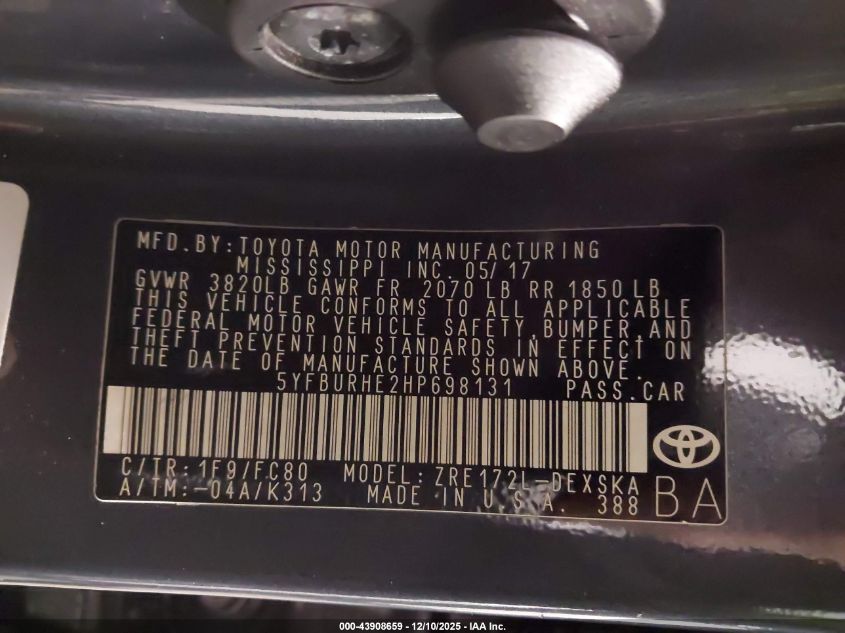 MFD.BY:TOYOTA MOTOR MANUFACTURING
MISSISSIPPI INC. 05/17
GVWR 3820LB GAWR FR 2070 LB RR 1850 LB
THIS VEHICLE CONFORMS TO ALL APPLICABLE
FEDERAL MOTOR VEHICLE SAFETY,BUMPER,AND
THEFT PREVENTION STANDARDS IN EFFECT ON
THE DATE OF MANUFACTURE SHOWN ABOVE.
5YFBURHE2HP698131 PASS.CAR
C/TR:1F9/FC80 MODEL:ZRE172L-DEXSKA
A/TM:-04A/K313 MADE IN U.S.A. 388 BA
000-43908659 - 12/10/2025 - IAA Inc.